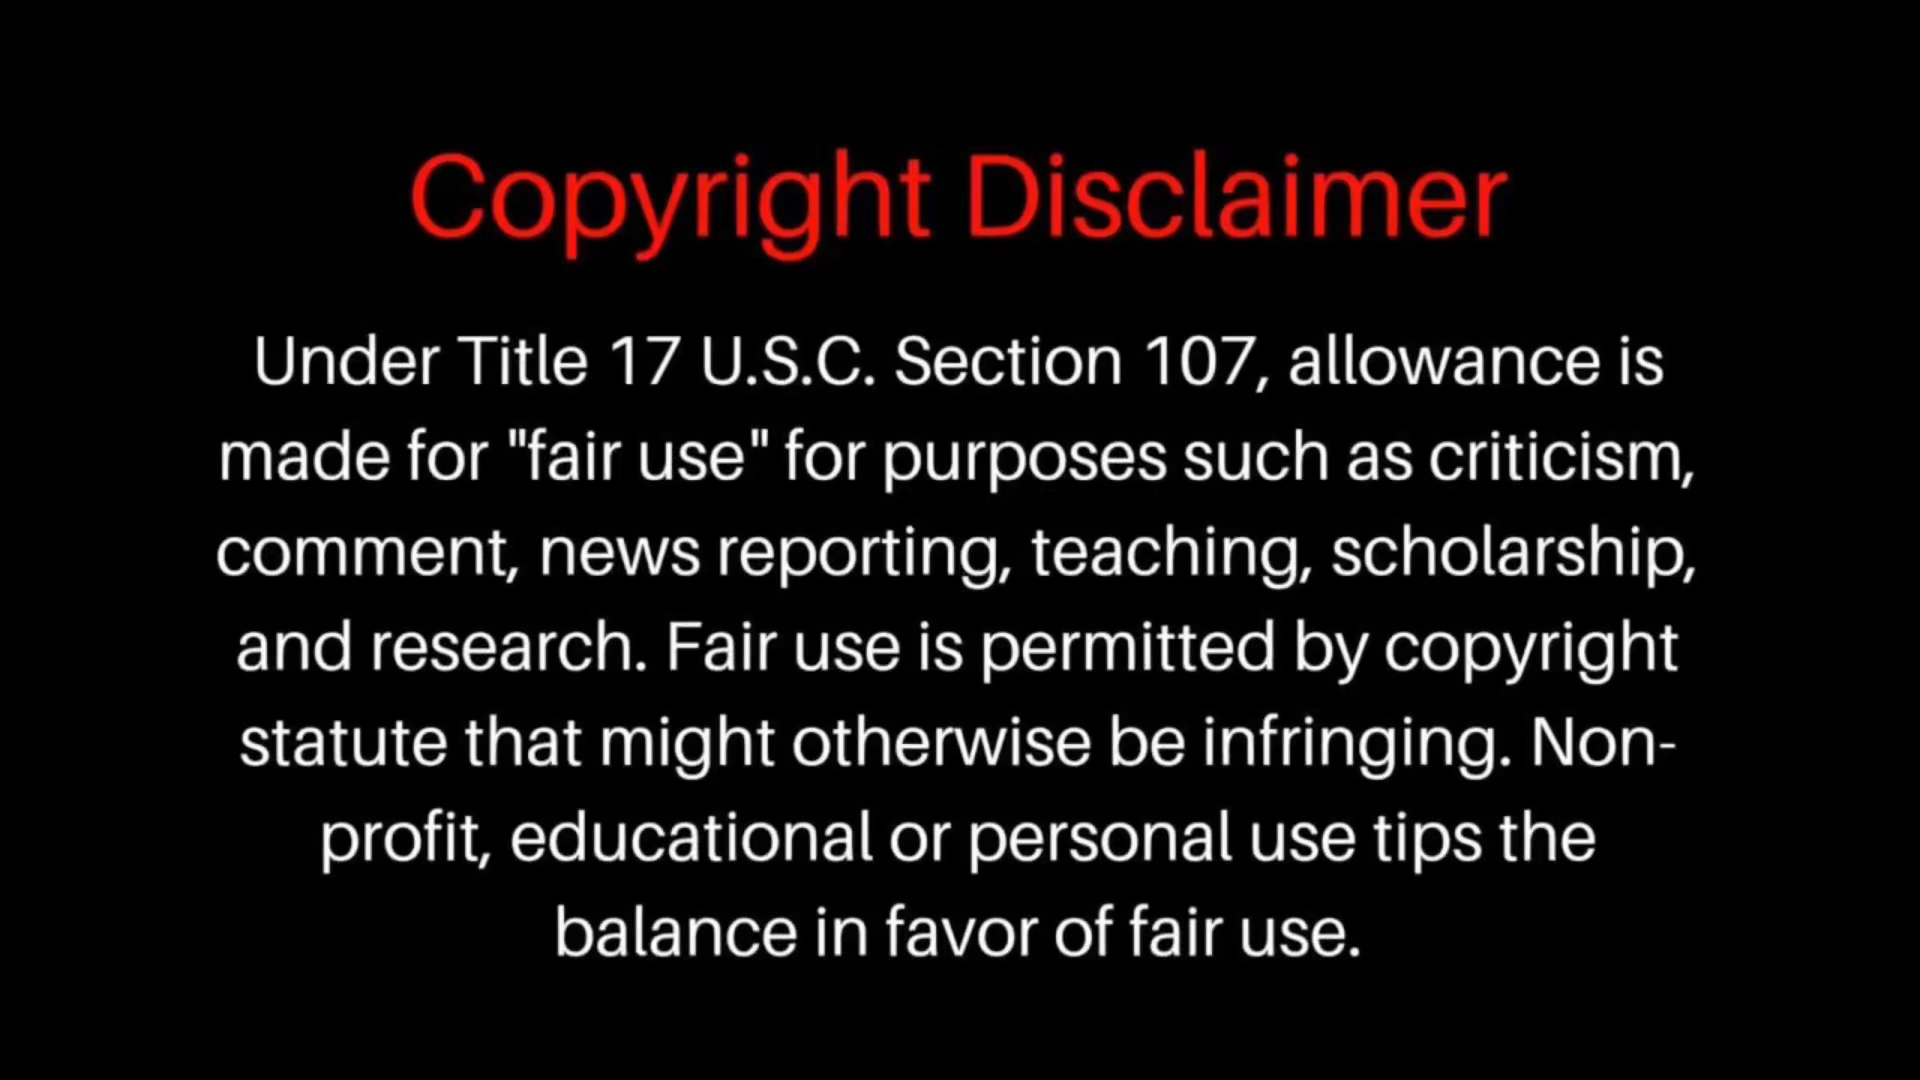 Copyright Disclaimer
Under Title 17 U.S.C. Section 107, allowance is
made for "fair use" for purposes such as criticism,
comment, news reporting, teaching, scholarship,
and research. Fair use is permitted by copyright
statute that might otherwise be infringing. Non-
profit, educational or personal use tips the
balance in favor of fair use.